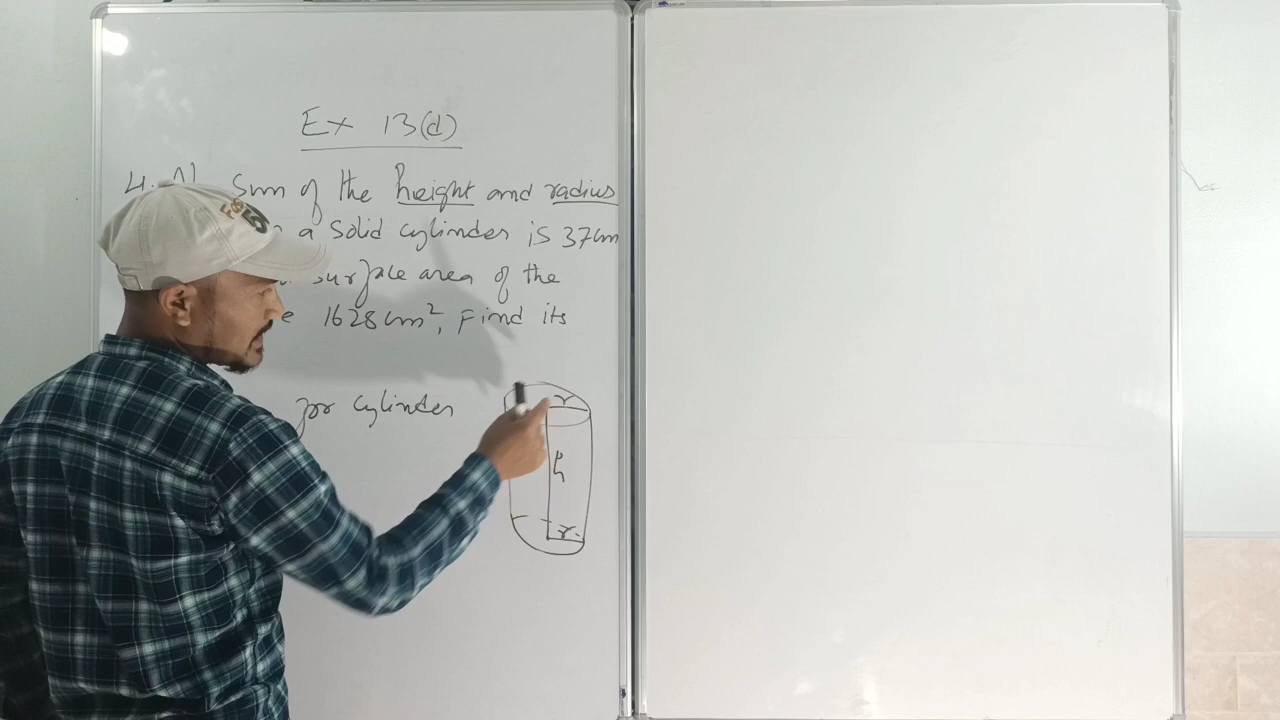 Ex 13(d)
4. sum of the height and radius
a solid cylinder is 37cm
surface area of the
1628cm², Find its
for cylinder
r
h
r